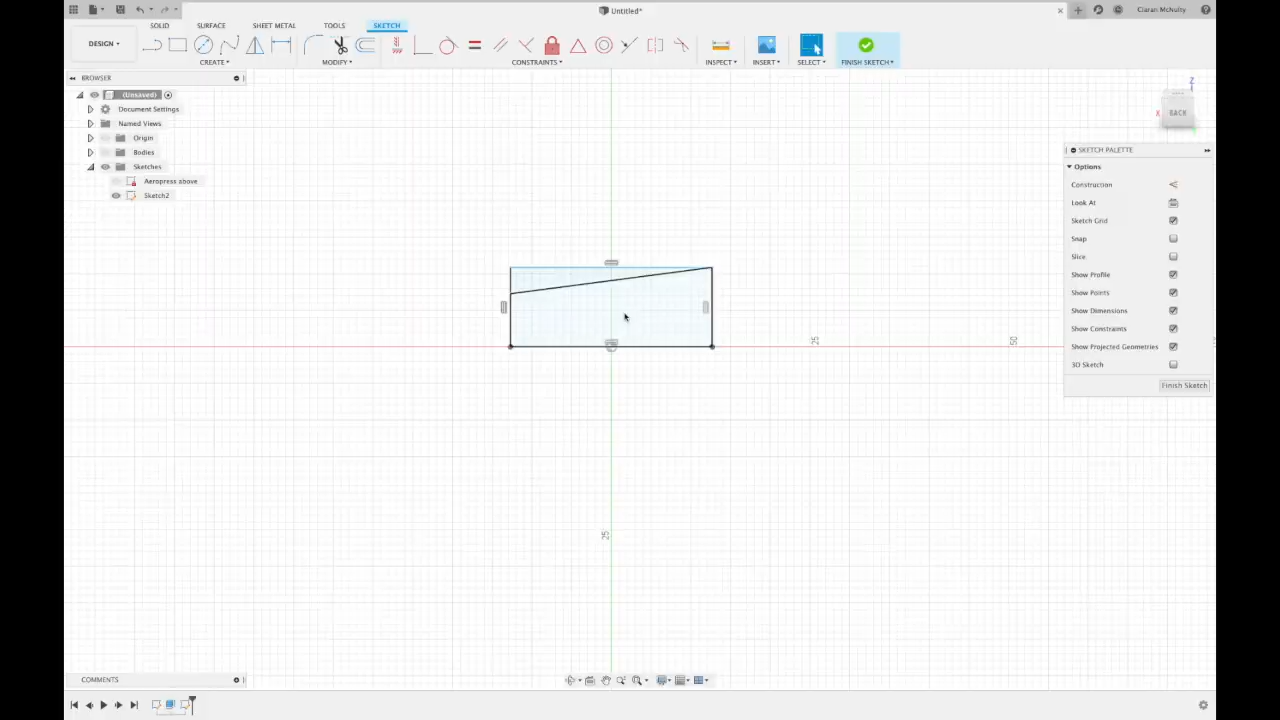 Untitled*
Ciaran McNulty
SOLID SURFACE SHEET METAL TOOLS SKETCH
DESIGN
CREATE MODIFY CONSTRAINTS INSPECT INSERT SELECT FINISH SKETCH
BROWSER
(Unsaved)
Document Settings
Named Views
Origin
Bodies
Sketches
Aeropress above
Sketch2
Z
X
BACK
SKETCH PALETTE
Options
Construction
Look At
Sketch Grid
Snap
Slice
Show Profile
Show Points
Show Dimensions
Show Constraints
Show Projected Geometries
3D Sketch
Finish Sketch
25
50
25
COMMENTS